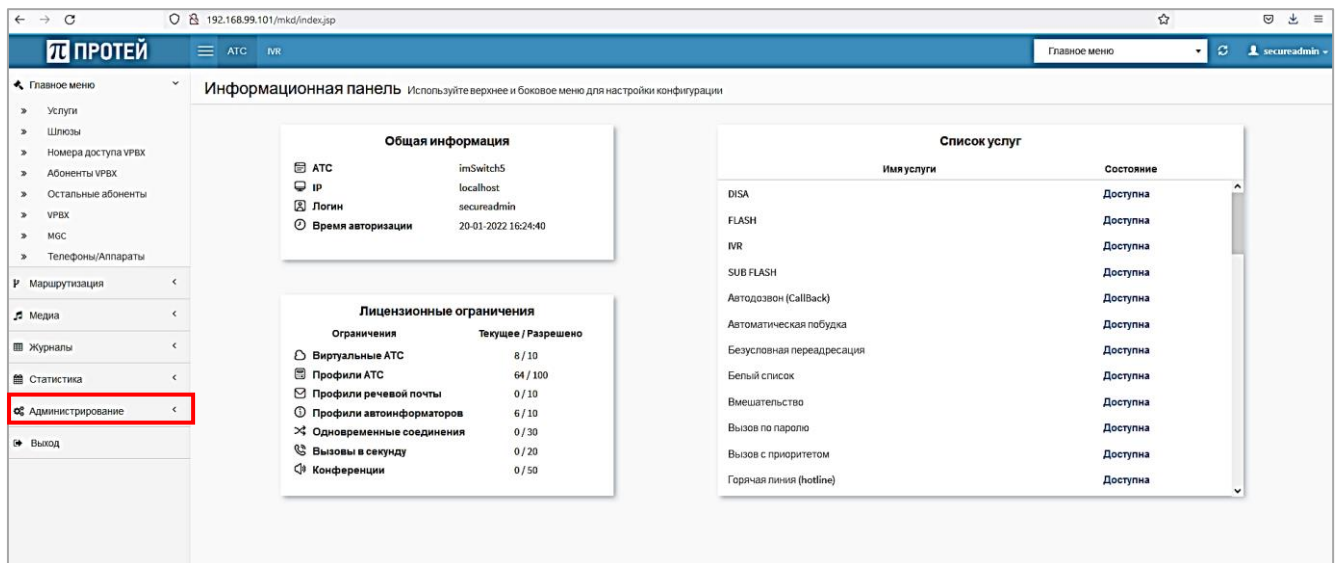 192.168.99.101/mkd/index.jsp
ПРОТЕЙ
АТС IVR
Главное меню
secureadmin
Главное меню
Услуги
Шлюзы
Номера доступа VPBX
Абоненты VPBX
Остальные абоненты
VPBX
MGC
Телефоны/Аппараты
Маршрутизация
Медиа
Журналы
Статистика
Администрирование
Выход
Информационная панель Используйте верхнее и боковое меню для настройки конфигурации
Общая информация
АТС imSwitch5
IP localhost
Логин secureadmin
Время авторизации 20-01-2022 16:24:40
Лицензионные ограничения
Ограничения Текущее / Разрешено
Виртуальные АТС 8 / 10
Профили АТС 64 / 100
Профили речевой почты 0 / 10
Профили автоинформаторов 6 / 10
Одновременные соединения 0 / 30
Вызовы в секунду 0 / 20
Конференции 0 / 50
Список услуг
Имя услуги Состояние
DISA Доступна
FLASH Доступна
IVR Доступна
SUB FLASH Доступна
Автодозвон (CallBack) Доступна
Автоматическая побудка Доступна
Безусловная переадресация Доступна
Белый список Доступна
Вмешательство Доступна
Вызов по паролю Доступна
Вызов с приоритетом Доступна
Горячая линия (hotline) Доступна